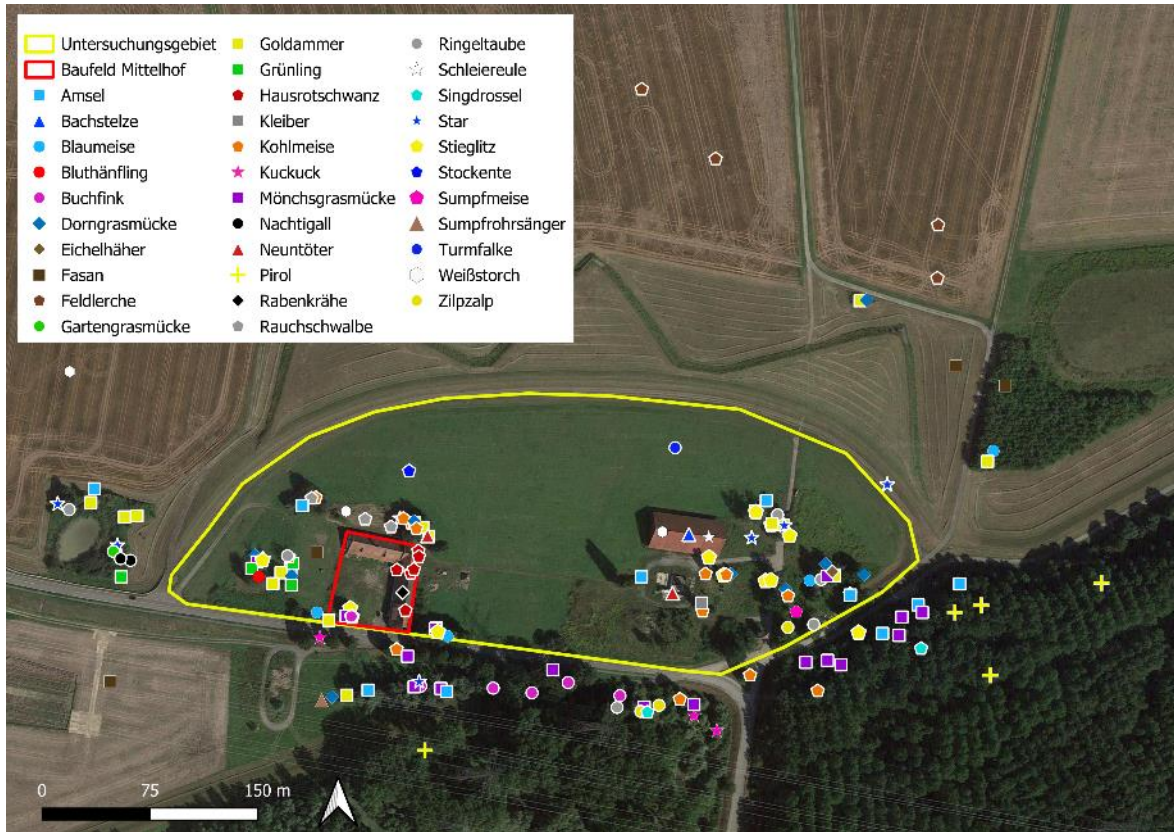 Untersuchungsgebiet
Baufeld Mittelhof
Amsel
Bachstelze
Blaumeise
Bluthänfling
Buchfink
Dorngrasmücke
Eichelhäher
Fasan
Feldlerche
Gartengrasmücke
Goldammer
Grünling
Hausrotschwanz
Kleiber
Kohlmeise
Kuckuck
Mönchsgrasmücke
Nachtigall
Neuntöter
Pirol
Rabenkrähe
Rauchschwalbe
Ringeltaube
Schleiereule
Singdrossel
Star
Stieglitz
Stockente
Sumpfmeise
Sumpfrohrsänger
Turmfalke
Weißstorch
Zilpzalp
0 75 150 m